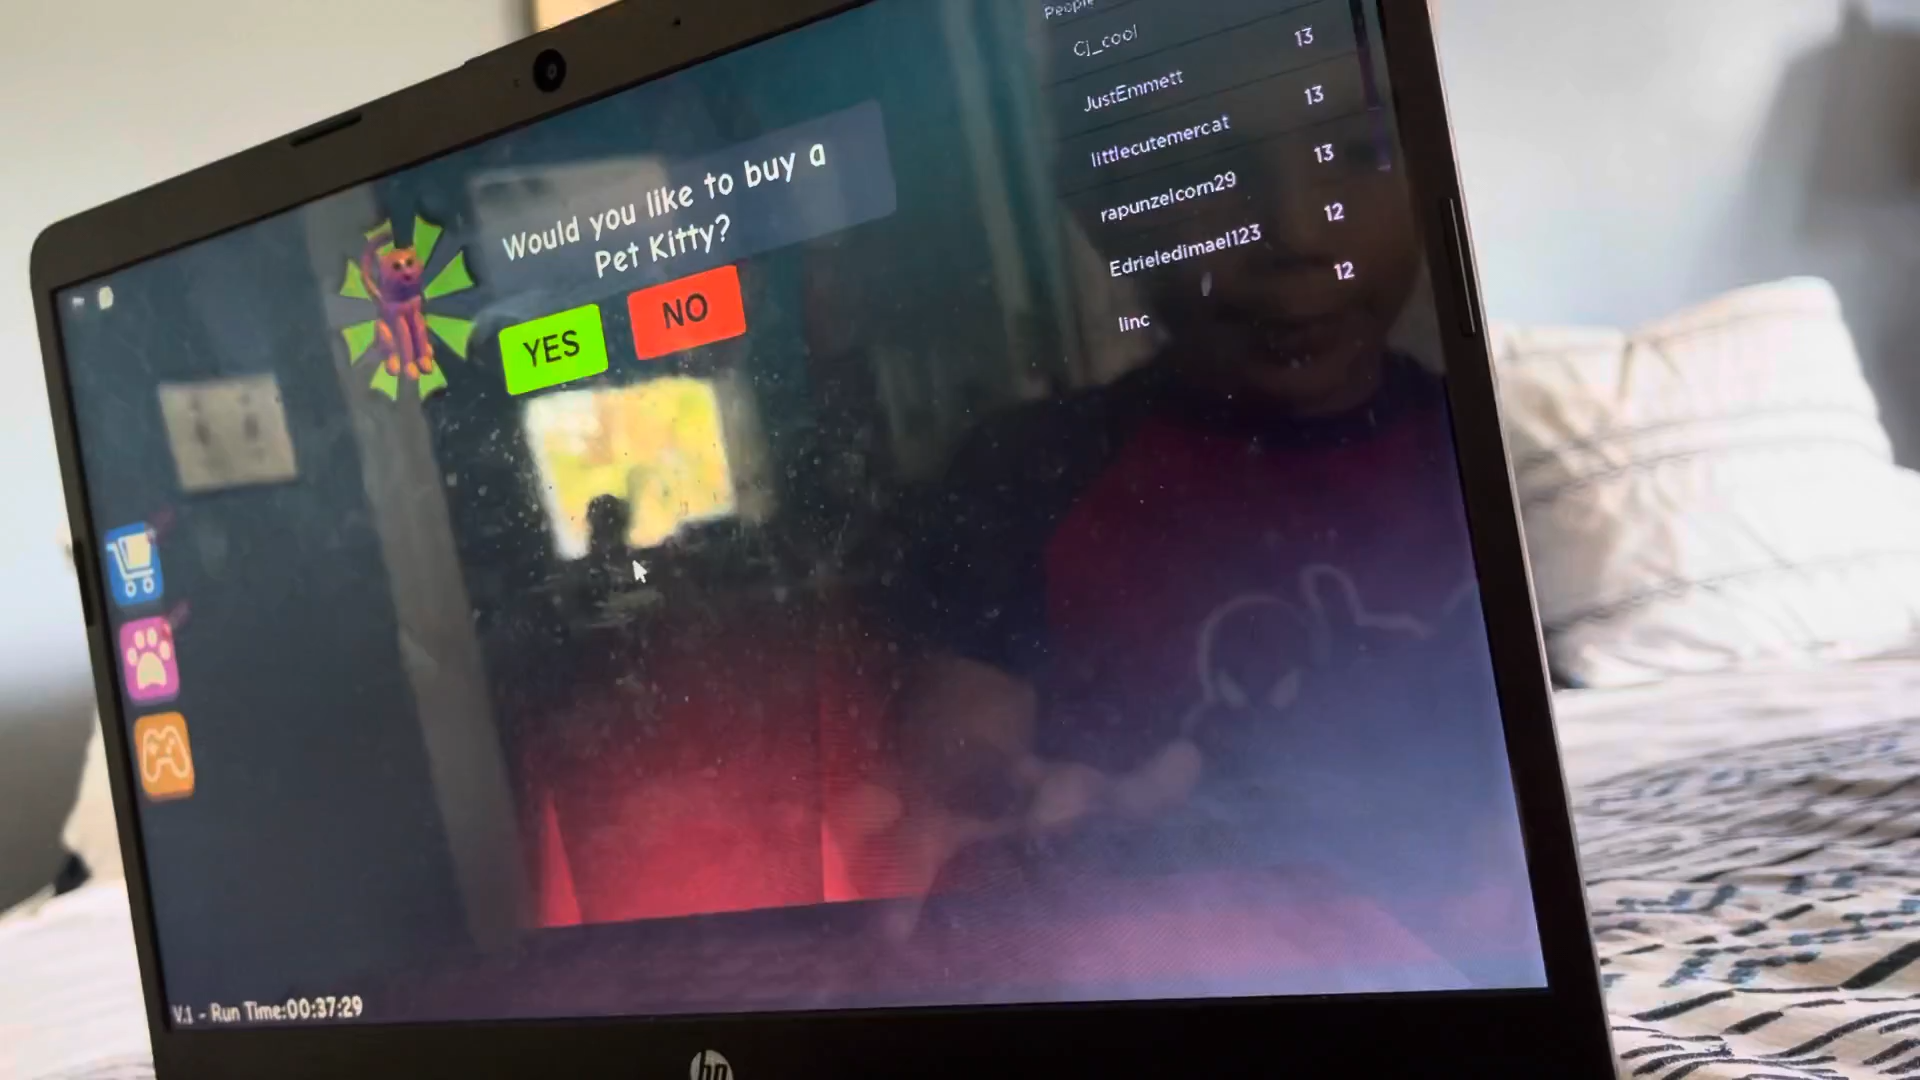 People
Cj_cool
13
JustEmmett
13
littlecutemercat
13
rapunzelcorn29
12
Edrieledimael123
12
linc
Would you like to buy a
Pet Kitty?
YES
NO
V.1 - Run Time:00:37:29
hp